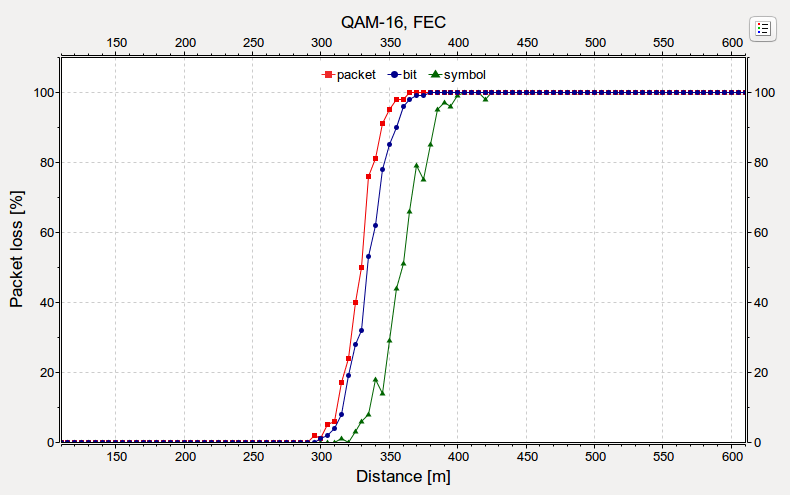 QAM-16, FEC
150 200 250 300 350 400 450 500 550 600
packet bit symbol
100 100
80 80
60 60
40 40
20 20
0 0
Packet loss [%]
150 200 250 300 350 400 450 500 550 600
Distance [m]